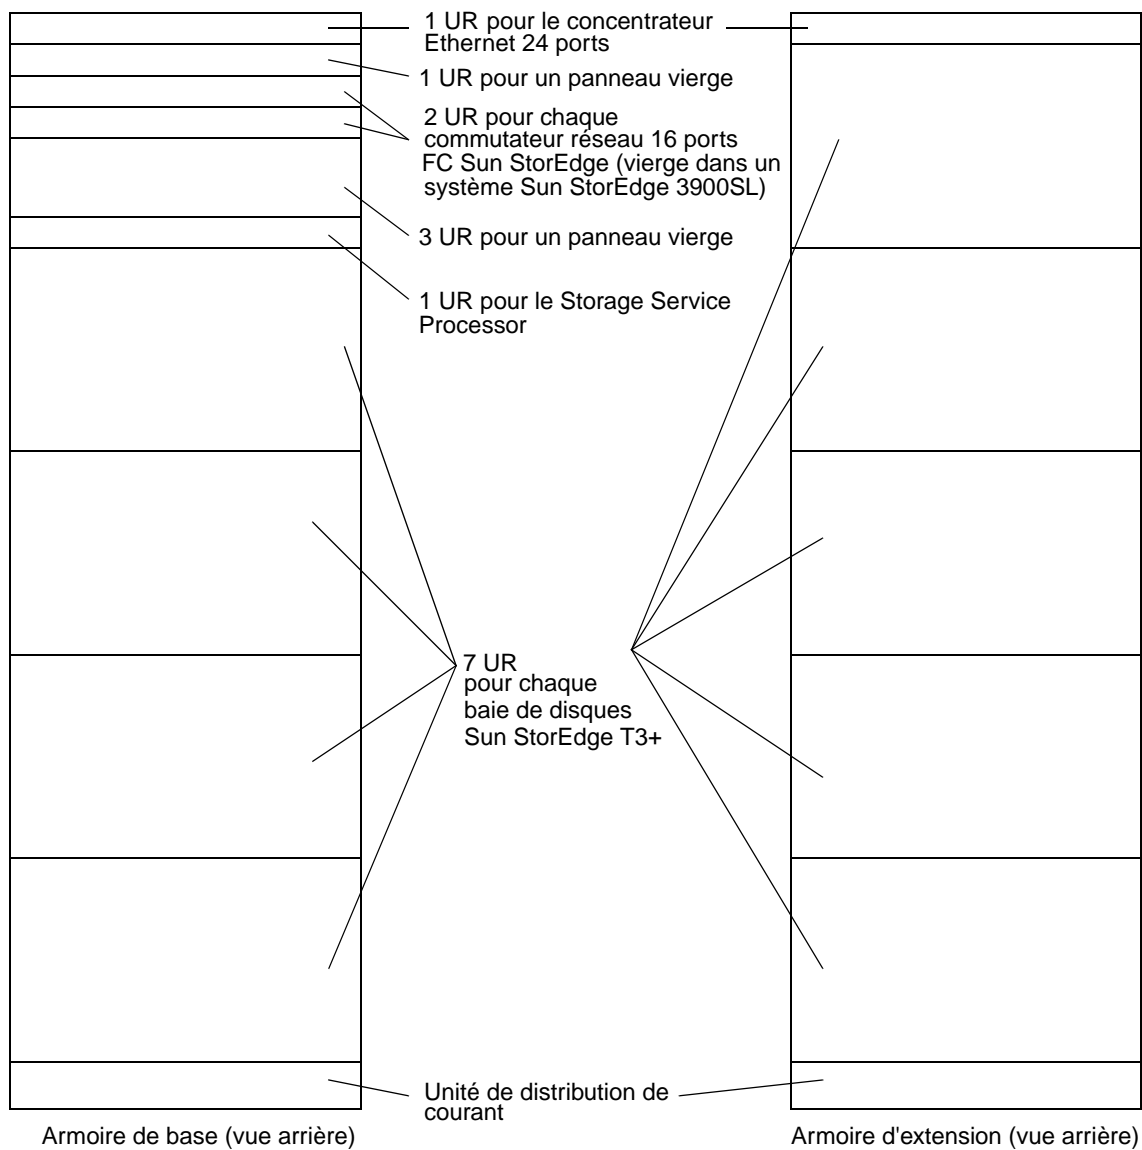 1 UR pour le concentrateur
Ethernet 24 ports
1 UR pour un panneau vierge
2 UR pour chaque
commutateur réseau 16 ports
FC Sun StorEdge (vierge dans un
système Sun StorEdge 3900SL)
3 UR pour un panneau vierge
1 UR pour le Storage Service
Processor
7 UR
pour chaque
baie de disques
Sun StorEdge T3+
Unité de distribution de
courant
Armoire de base (vue arrière)
Armoire d'extension (vue arrière)